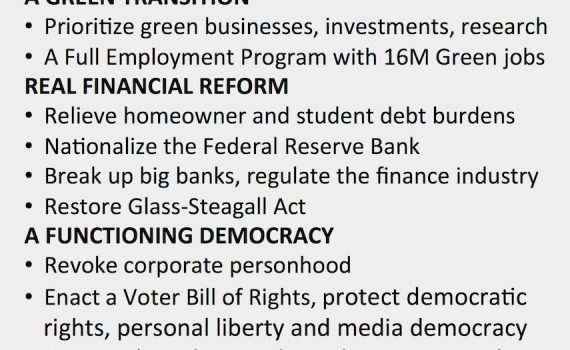 A GREEN TRANSITION
• Prioritize green businesses, investments, research
• A Full Employment Program with 16M Green jobs
REAL FINANCIAL REFORM
• Relieve homeowner and student debt burdens
• Nationalize the Federal Reserve Bank
• Break up big banks, regulate the finance industry
• Restore Glass-Steagall Act
A FUNCTIONING DEMOCRACY
• Revoke corporate personhood
• Enact a Voter Bill of Rights, protect democratic
rights, personal liberty and media democracy